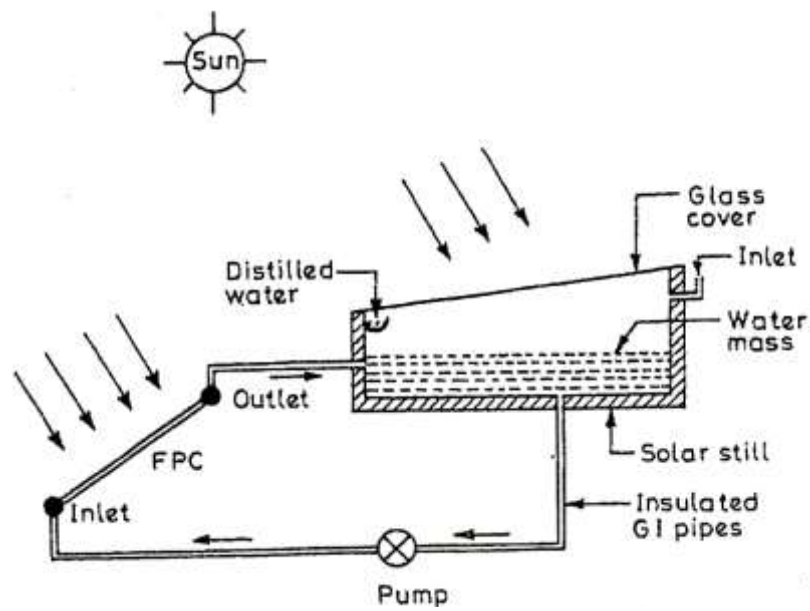 Sun
Glass
cover
Inlet
Distilled
water
Water
mass
Outlet
FPC
Solar still
Inlet
Insulated
GI pipes
Pump